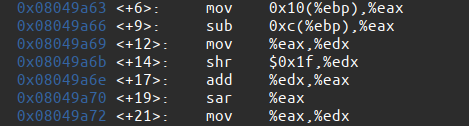 0x08049a63 <+6>: mov 0x10(%ebp),%eax
0x08049a66 <+9>: sub 0xc(%ebp),%eax
0x08049a69 <+12>: mov %eax,%edx
0x08049a6b <+14>: shr $0x1f,%edx
0x08049a6e <+17>: add %edx,%eax
0x08049a70 <+19>: sar %eax
0x08049a72 <+21>: mov %eax,%edx